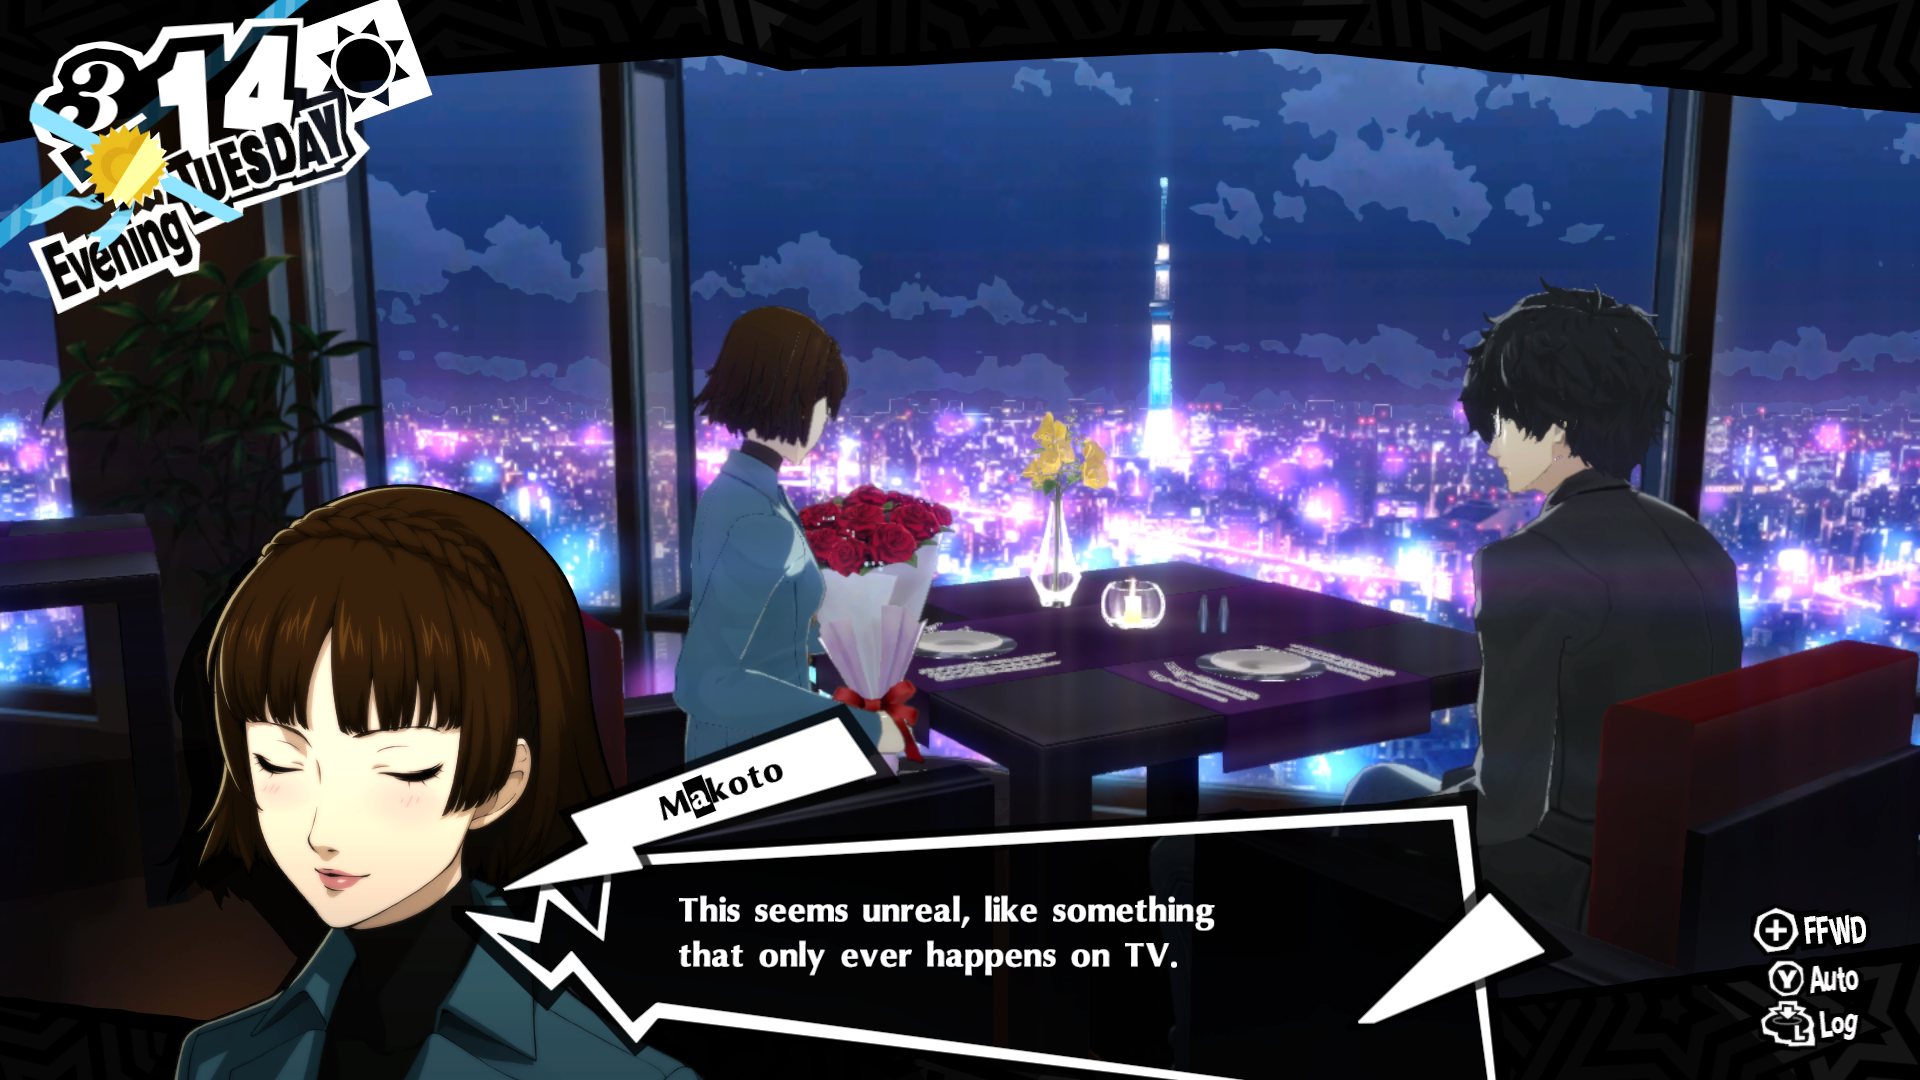 3 14
TUESDAY
Evening
Makoto
This seems unreal, like something
that only ever happens on TV.
FFWD
Y Auto
L Log